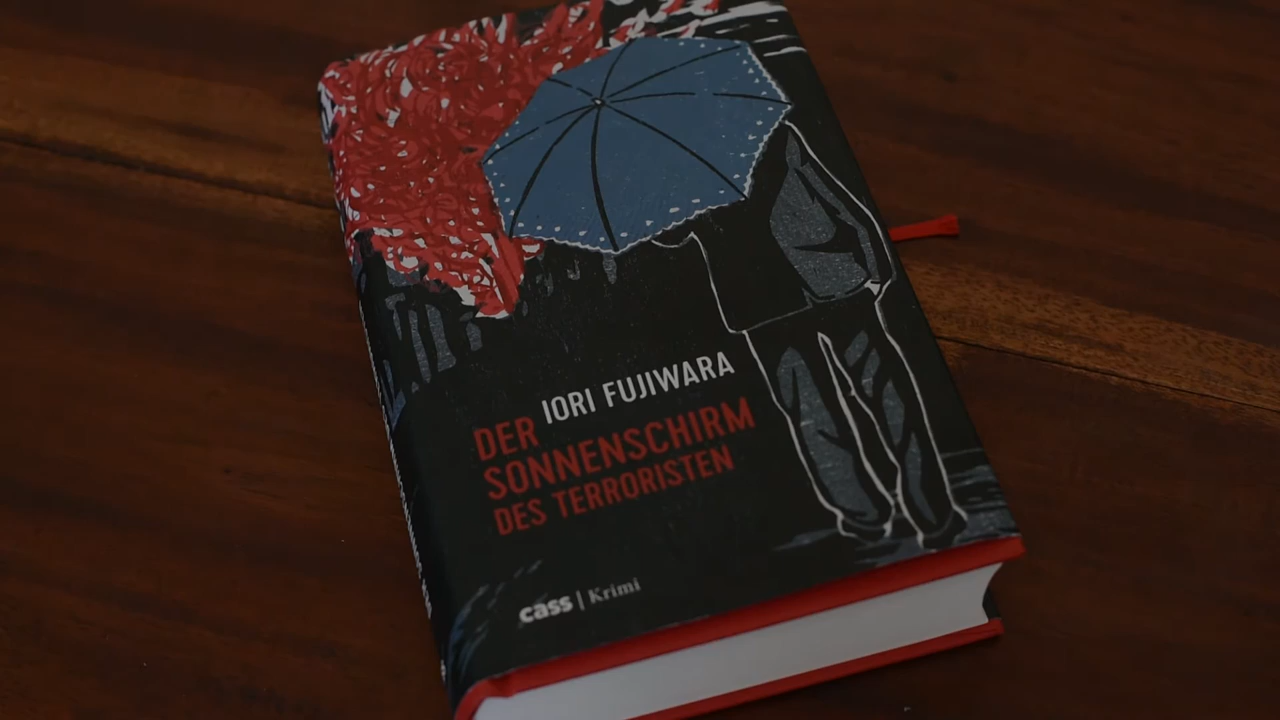 IORI FUJIWARA
DER
SONNENSCHIRM
DES TERRORISTEN
cass | Krimi